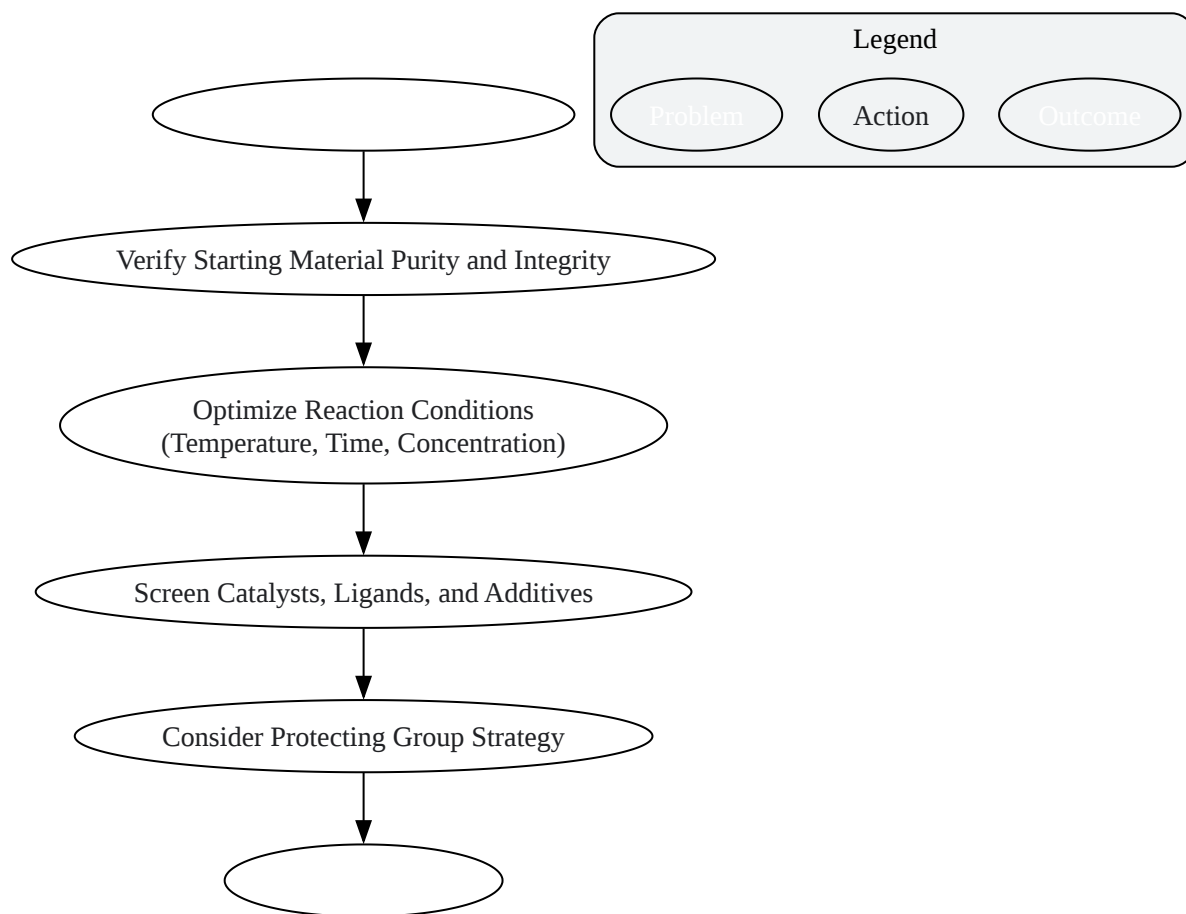 Legend
Problem
Action
Outcome
Verify Starting Material Purity and Integrity
Optimize Reaction Conditions
(Temperature, Time, Concentration)
Screen Catalysts, Ligands, and Additives
Consider Protecting Group Strategy